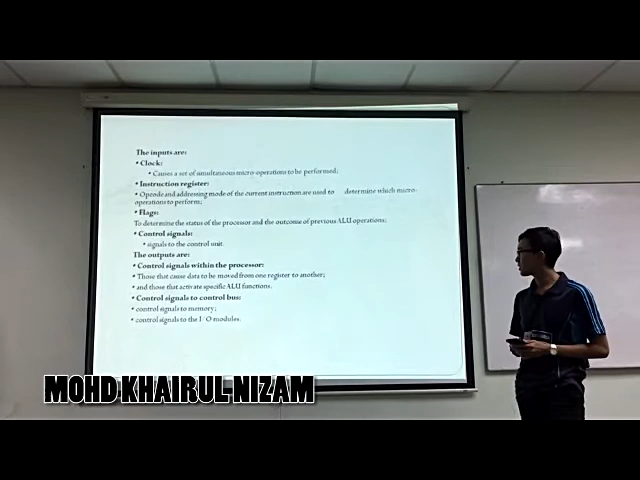 The inputs are:
• Clock:
• Causes a set of simultaneous micro-operations to be performed;
• Instruction register:
• Opcode and addressing mode of the current instruction are used to determine which micro-
operations to perform;
• Flags:
To determine the status of the processor and the outcome of previous ALU operations;
• Control signals:
• signals to the control unit.
The outputs are:
• Control signals within the processor:
• Those that cause data to be moved from one register to another;
• and those that activate specific ALU functions.
• Control signals to control bus:
• control signals to memory;
• control signals to the I / O modules.
MOHD KHAIRUL NIZAM